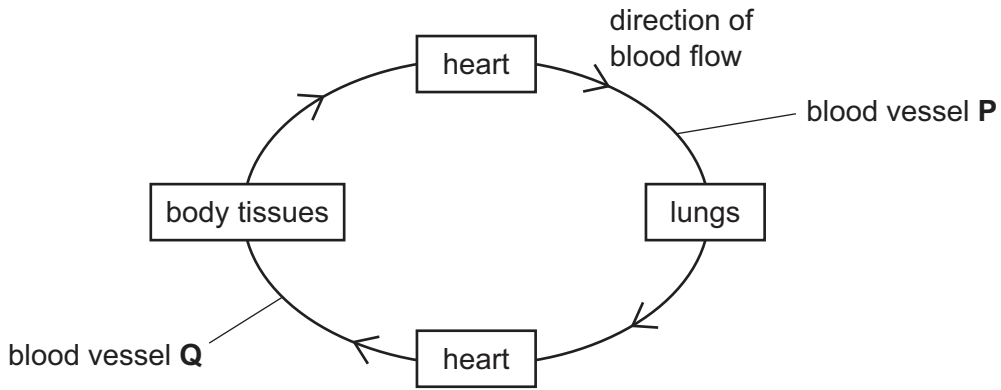 direction of
blood flow
heart
blood vessel P
body tissues
lungs
blood vessel Q
heart